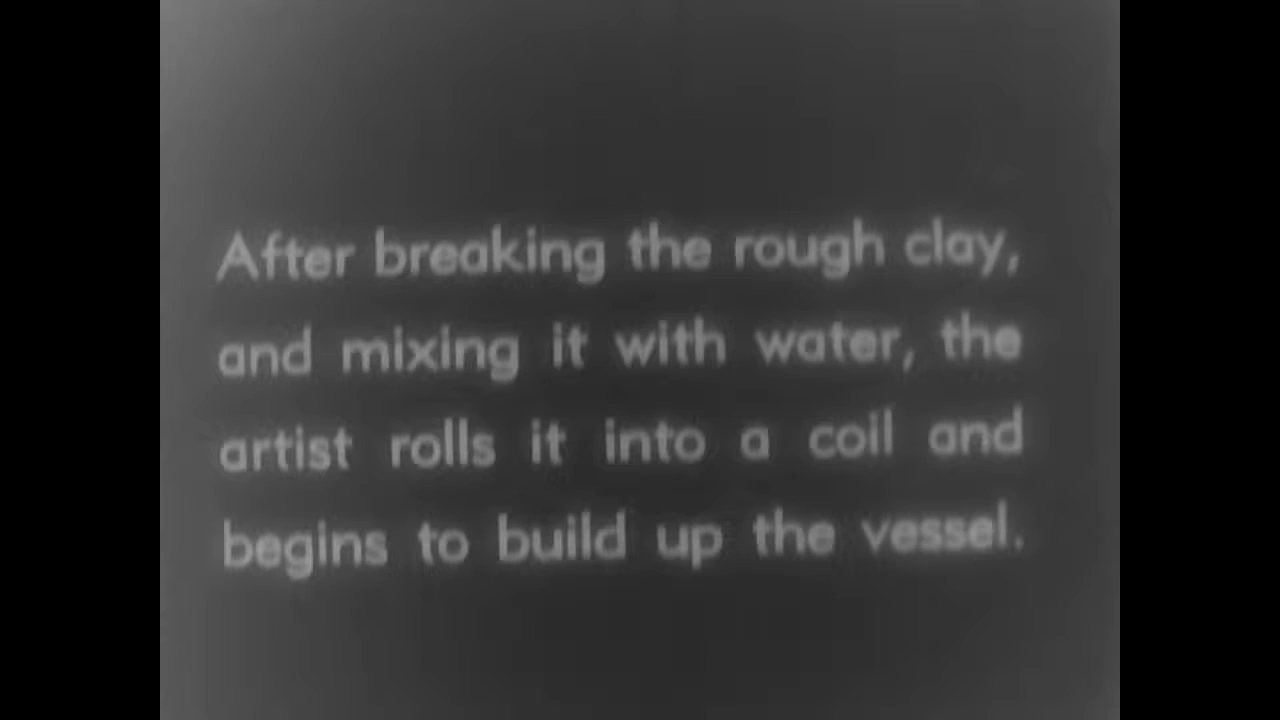 After breaking the rough clay,
and mixing it with water, the
artist rolls it into a coil and
begins to build up the vessel.